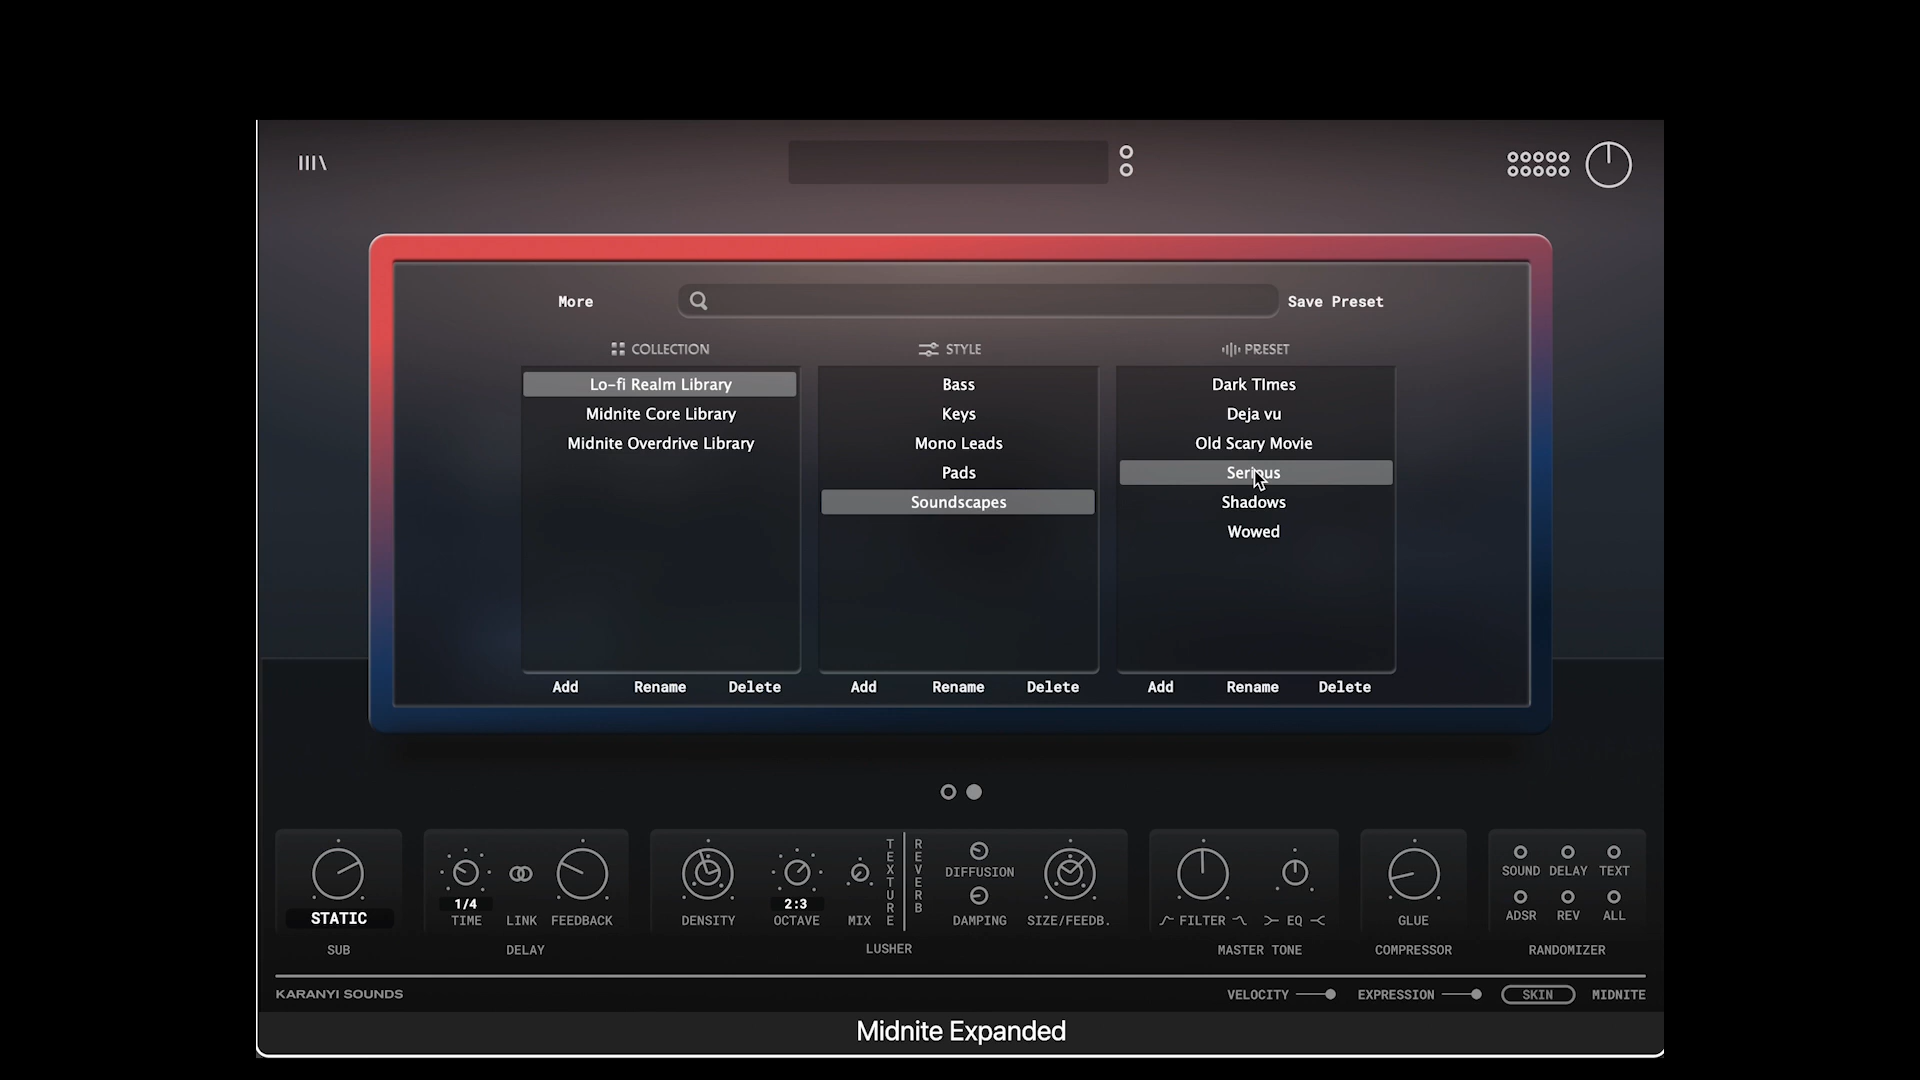 More
Save Preset
COLLECTION
STYLE
PRESET
Lo-fi Realm Library
Midnite Core Library
Midnite Overdrive Library
Bass
Keys
Mono Leads
Pads
Soundscapes
Dark TImes
Deja vu
Old Scary Movie
Serious
Shadows
Wowed
Add Rename Delete
Add Rename Delete
Add Rename Delete
STATIC
SUB
1/4
TIME LINK FEEDBACK
DELAY
DENSITY
2:3
OCTAVE
MIX
TEXTURE
REVERB
DIFFUSION
DAMPING
SIZE/FEEDB.
LUSHER
FILTER
EQ
MASTER TONE
GLUE
COMPRESSOR
SOUND DELAY TEXT
ADSR REV ALL
RANDOMIZER
KARANYI SOUNDS
VELOCITY
EXPRESSION
SKIN
MIDNITE
Midnite Expanded